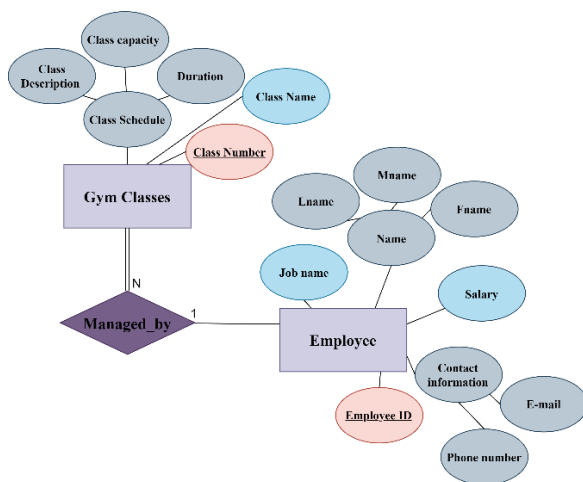 Class capacity
Class
Description
Duration
Class Schedule
Class Name
Class Number
Gym Classes
Mname
Lname
Fname
Name
Job name
Salary
N
1
Managed_by
Employee
Contact
information
E-mail
Employee ID
Phone number